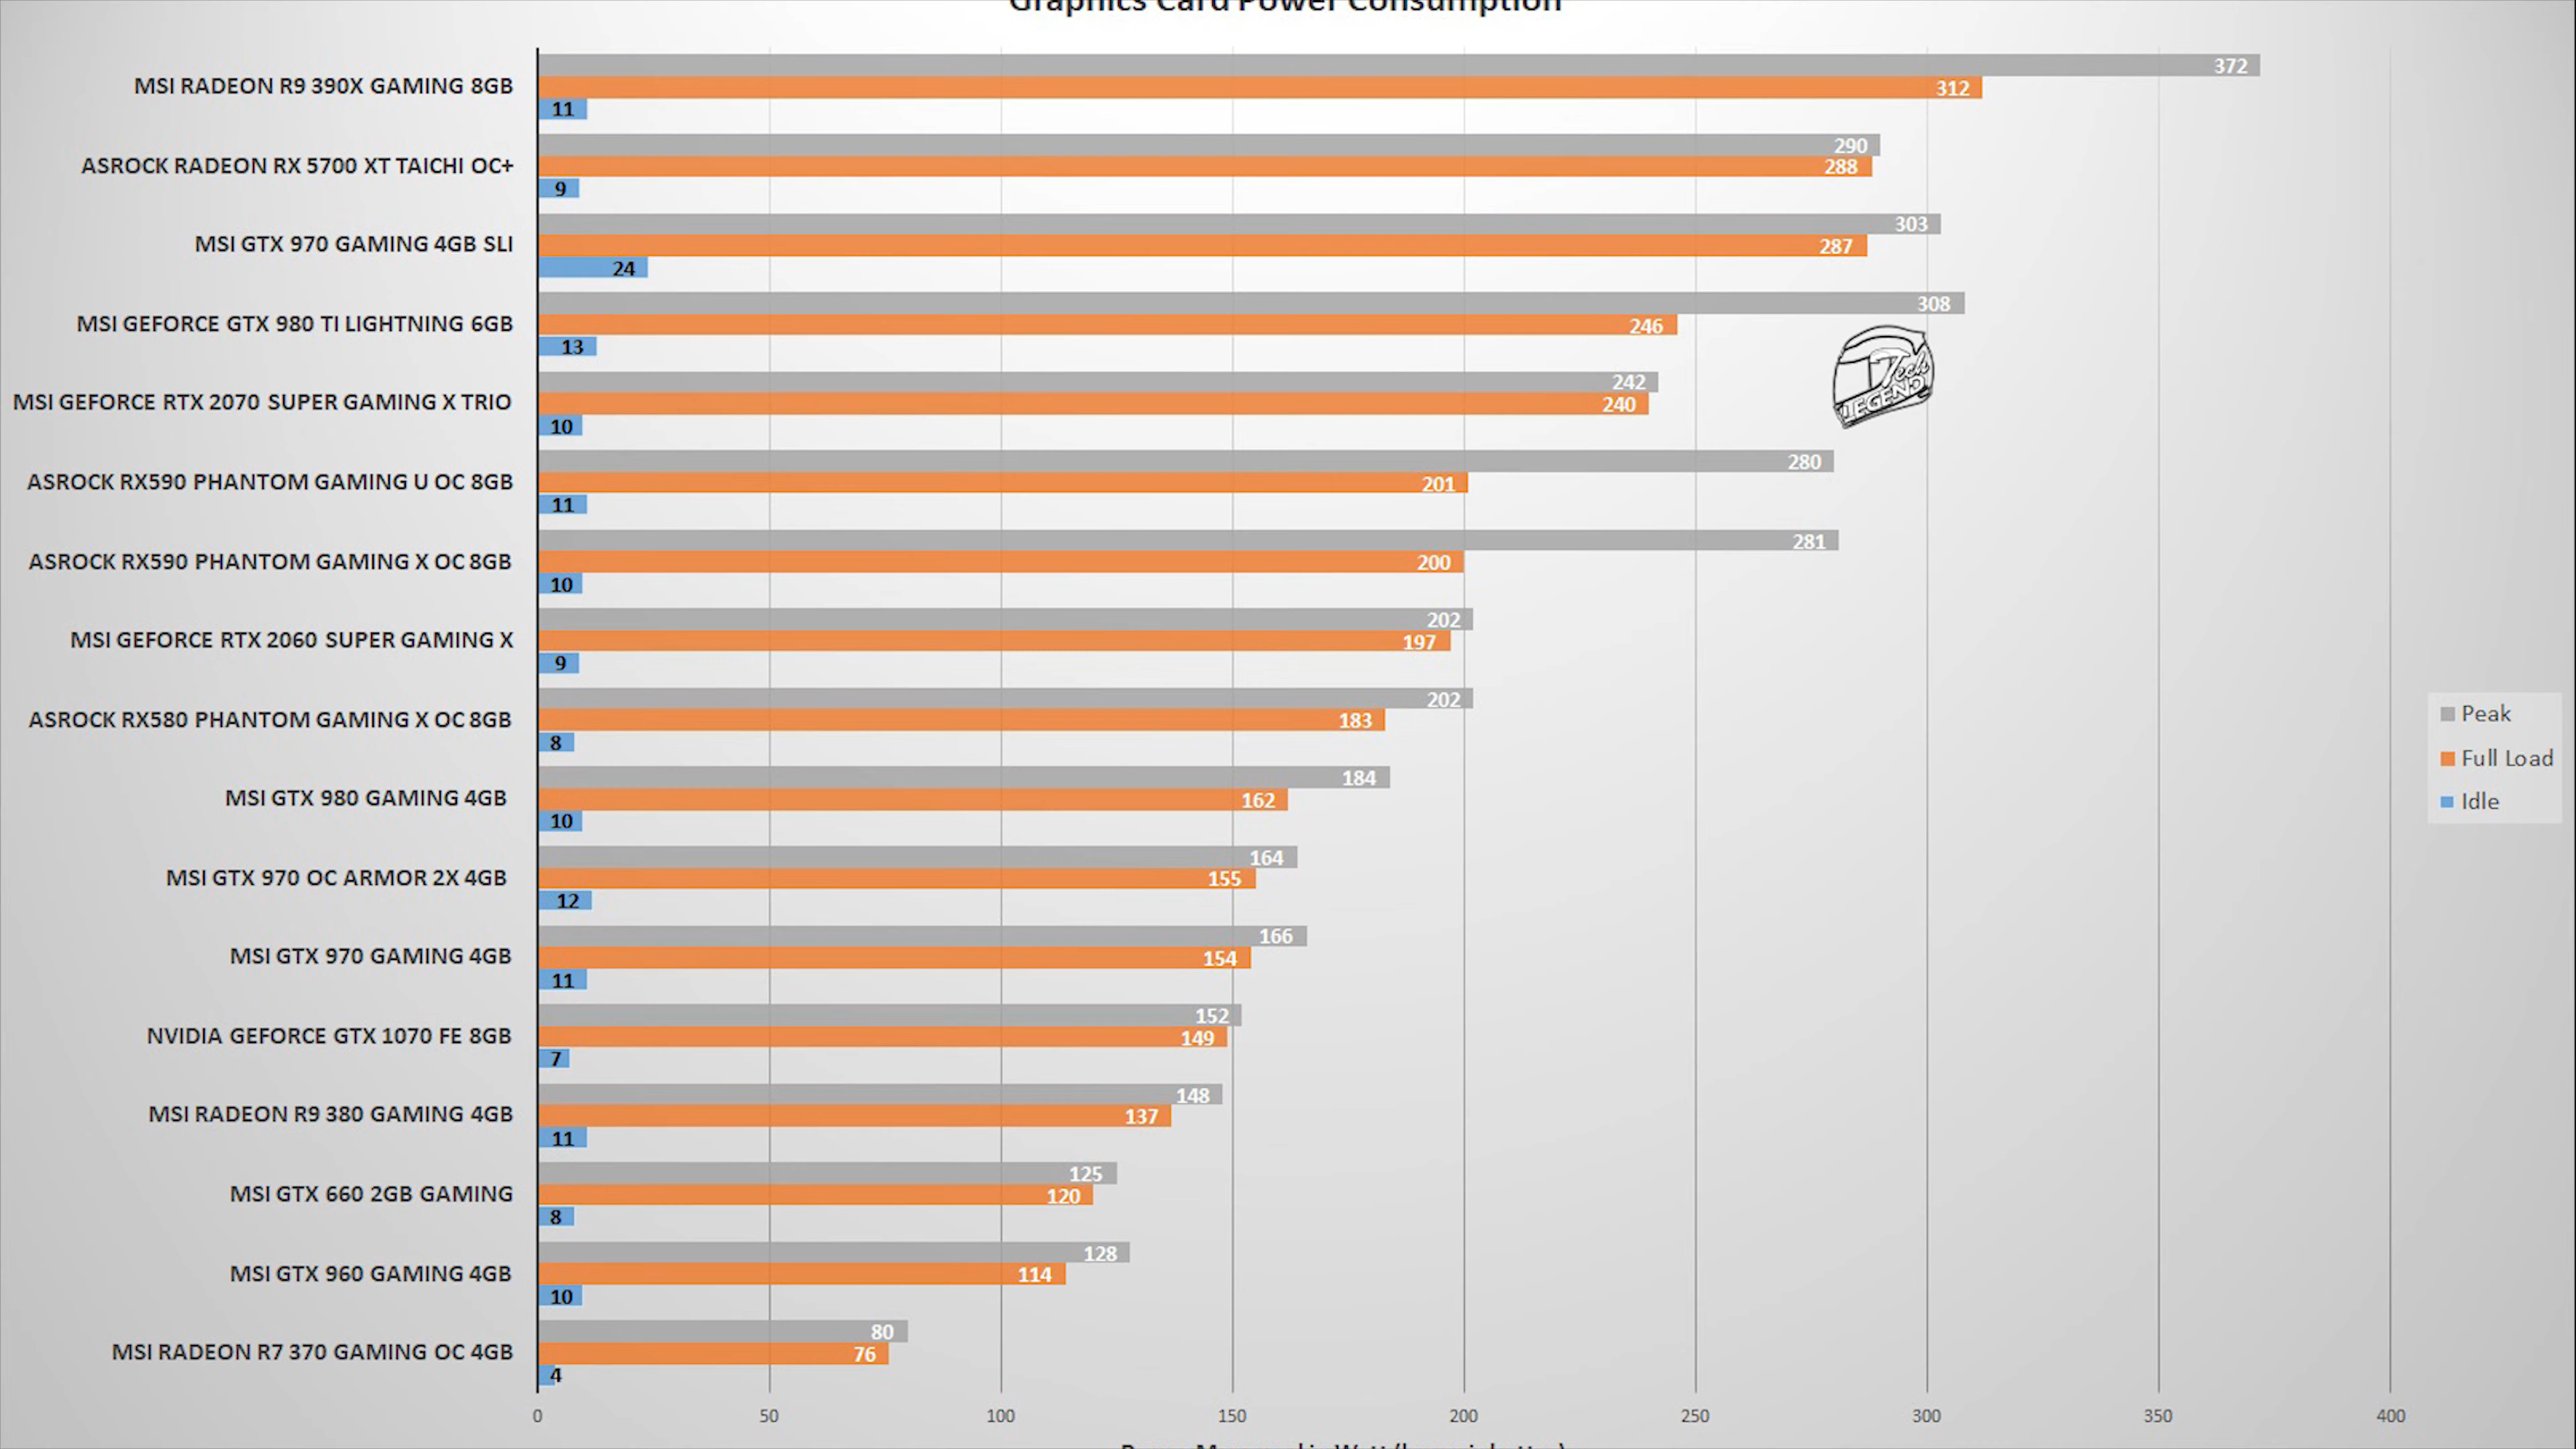 Graphics Card Power Consumption
MSI RADEON R9 390X GAMING 8GB
372
312
11
ASROCK RADEON RX 5700 XT TAICHI OC+
290
288
9
MSI GTX 970 GAMING 4GB SLI
303
287
24
MSI GEFORCE GTX 980 TI LIGHTNING 6GB
308
246
13
Tech
LEGEND
MSI GEFORCE RTX 2070 SUPER GAMING X TRIO
242
240
10
ASROCK RX590 PHANTOM GAMING U OC 8GB
280
201
11
ASROCK RX590 PHANTOM GAMING X OC 8GB
281
200
10
MSI GEFORCE RTX 2060 SUPER GAMING X
202
197
9
ASROCK RX580 PHANTOM GAMING X OC 8GB
202
183
8
MSI GTX 980 GAMING 4GB
184
162
10
MSI GTX 970 OC ARMOR 2X 4GB
164
155
12
MSI GTX 970 GAMING 4GB
166
154
11
NVIDIA GEFORCE GTX 1070 FE 8GB
152
149
7
MSI RADEON R9 380 GAMING 4GB
148
137
11
MSI GTX 660 2GB GAMING
125
120
8
MSI GTX 960 GAMING 4GB
128
114
10
MSI RADEON R7 370 GAMING OC 4GB
80
76
4
0 50 100 150 200 250 300 350 400
Peak
Full Load
Idle